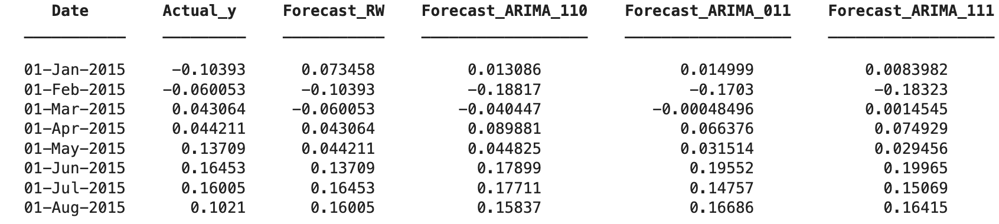 Date Actual_y Forecast_RW Forecast_ARIMA_110 Forecast_ARIMA_011 Forecast_ARIMA_111
01-Jan-2015 -0.10393 0.073458 0.013086 0.014999 0.0083982
01-Feb-2015 -0.060053 -0.10393 -0.18817 -0.1703 -0.18323
01-Mar-2015 0.043064 -0.060053 -0.040447 -0.00048496 0.0014545
01-Apr-2015 0.044211 0.043064 0.089881 0.066376 0.074929
01-May-2015 0.13709 0.044211 0.044825 0.031514 0.029456
01-Jun-2015 0.16453 0.13709 0.17899 0.19552 0.19965
01-Jul-2015 0.16005 0.16453 0.17711 0.14757 0.15069
01-Aug-2015 0.1021 0.16005 0.15837 0.16686 0.16415